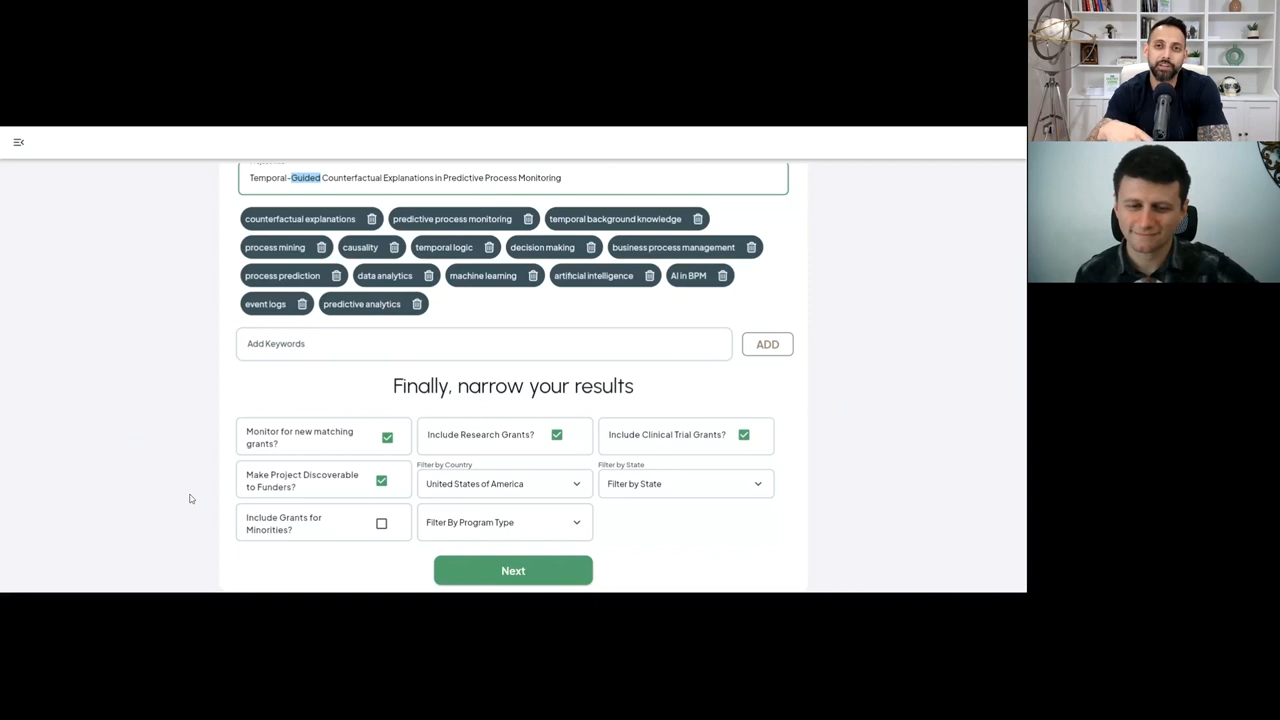 Temporal-Guided Counterfactual Explanations in Predictive Process Monitoring
counterfactual explanations predictive process monitoring temporal background knowledge
process mining causality temporal logic decision making business process management
process prediction data analytics machine learning artificial intelligence AI in BPM
event logs predictive analytics
Add Keywords ADD
Finally, narrow your results
Monitor for new matching
grants?
Include Research Grants?
Include Clinical Trial Grants?
Make Project Discoverable
to Funders?
Filter by Country
United States of America
Filter by State
Filter by State
Include Grants for
Minorities?
Filter By Program Type
Next